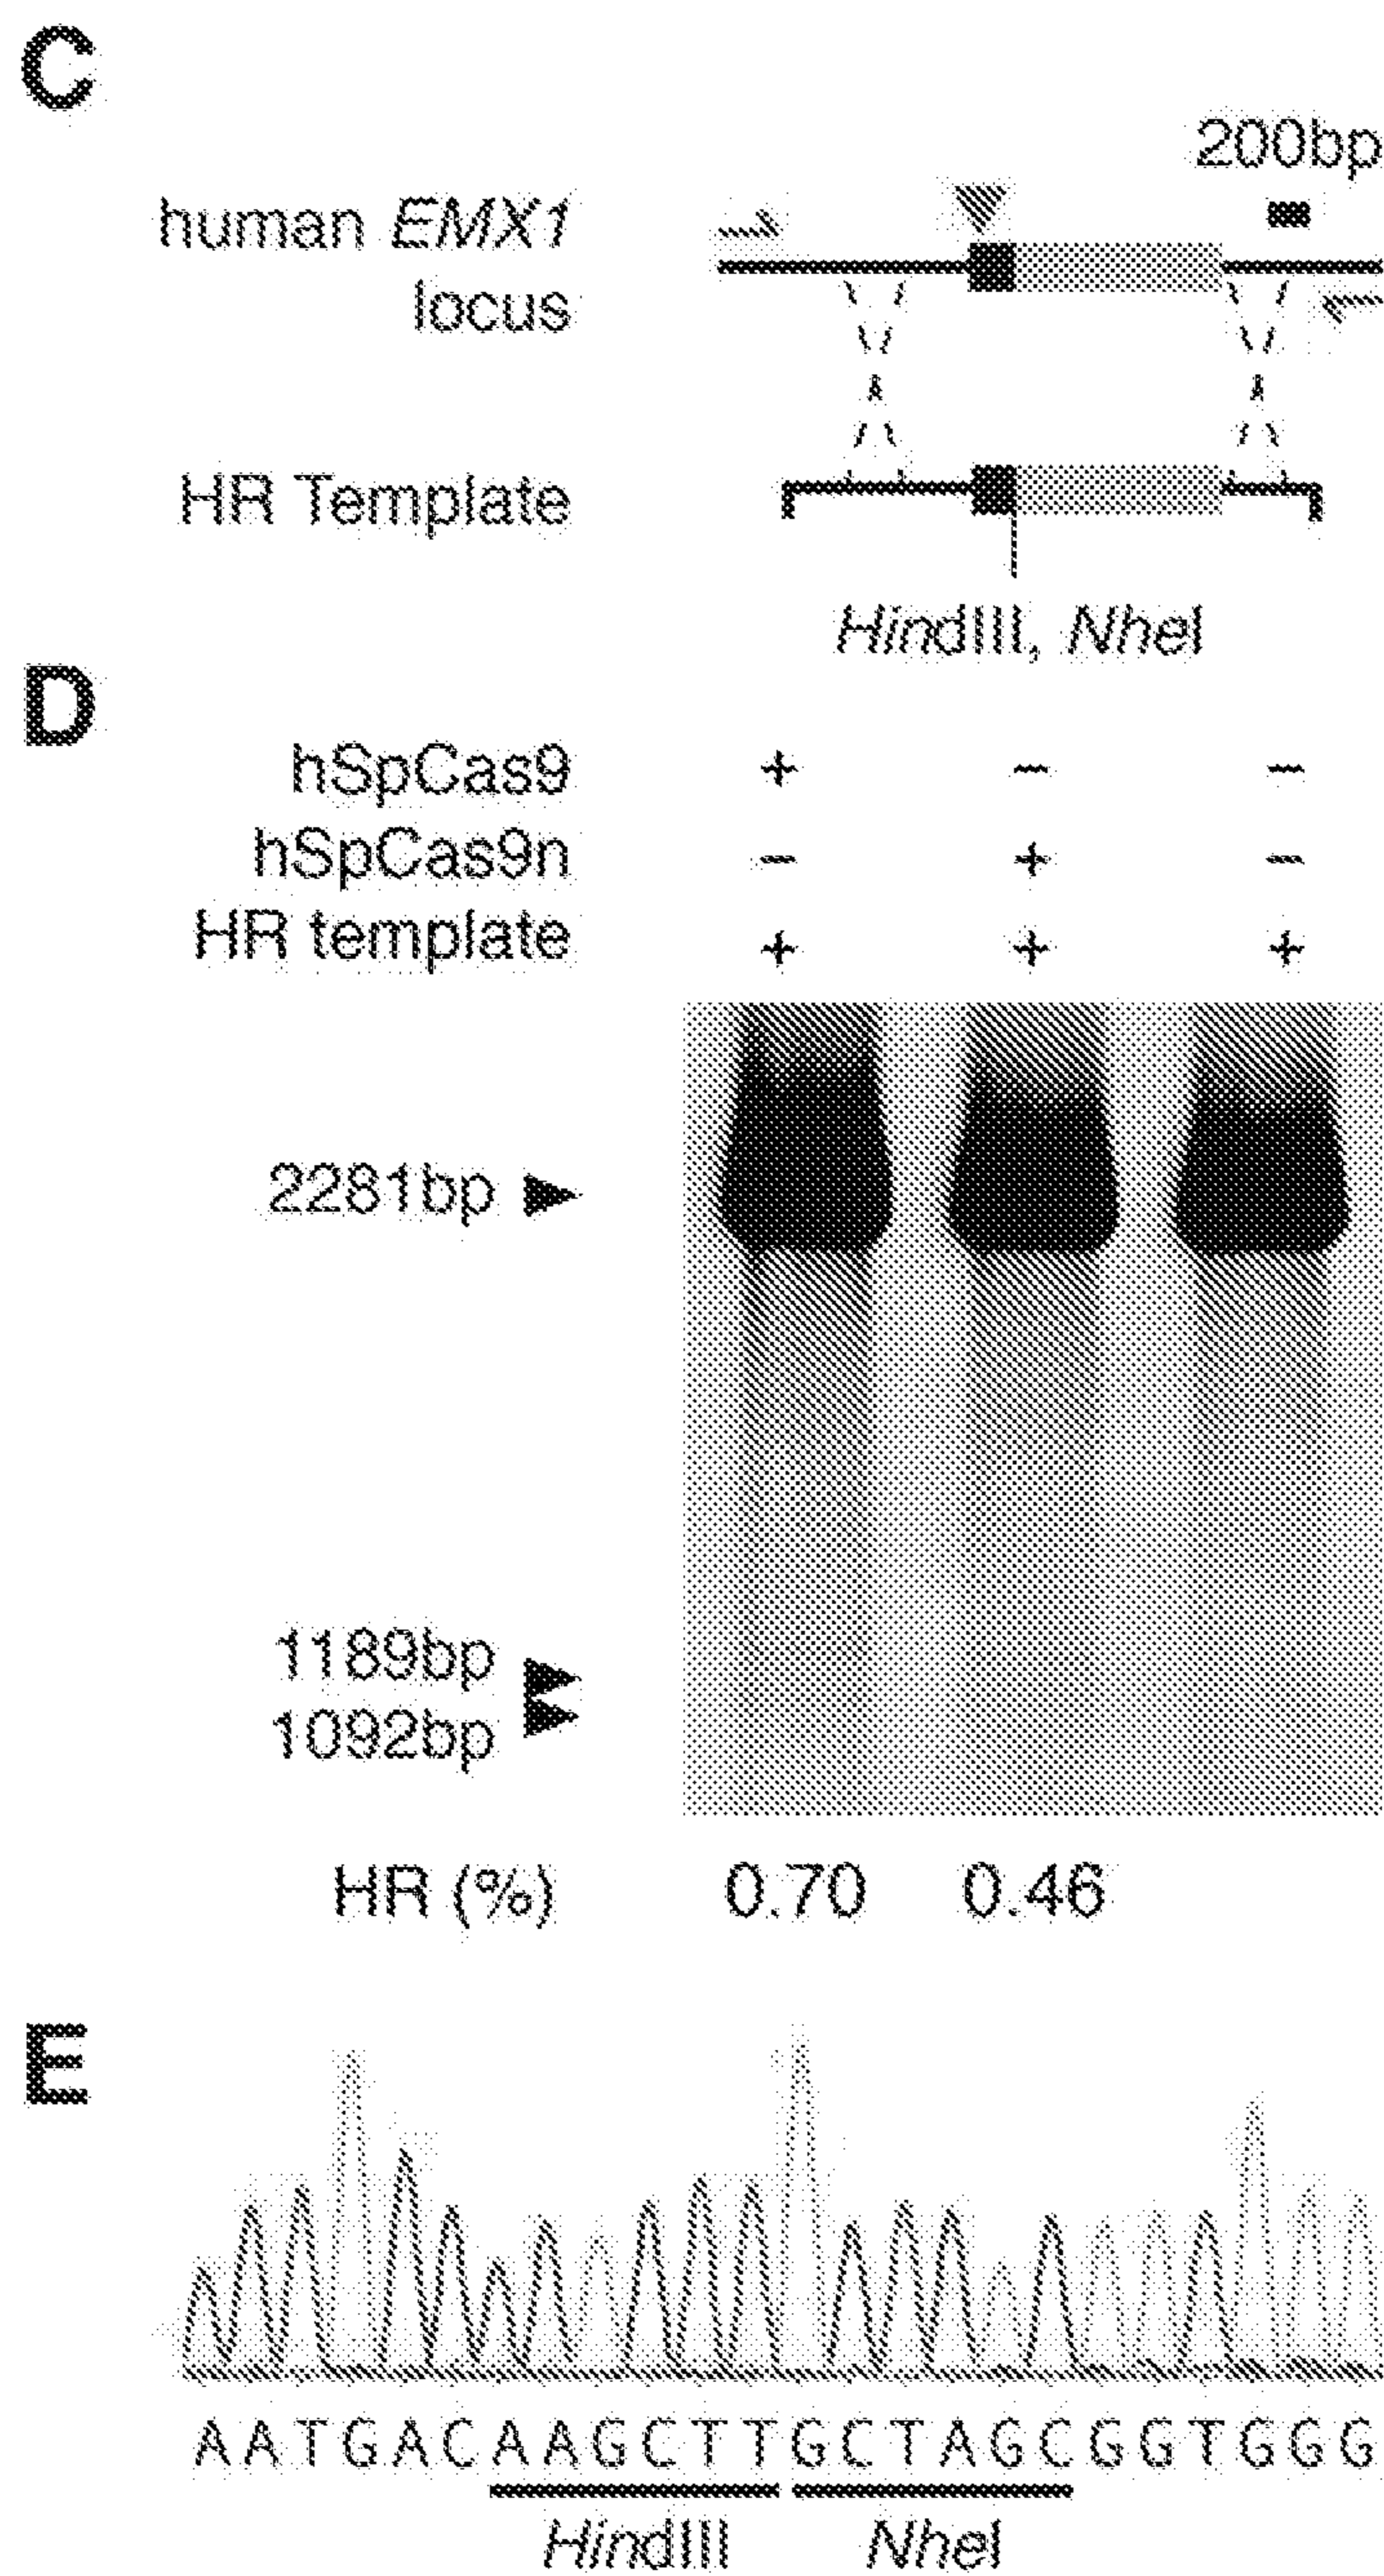 C
200bp
human EMX1
locus
HR Template
HindIII, NheI
D
hSpCas9 + – –
hSpCas9n – + –
HR template + + +
2281bp
1189bp
1092bp
HR (%) 0.70 0.46
E
AATGACAAGCTTGCTAGCGGTGGG
HindIII NheI